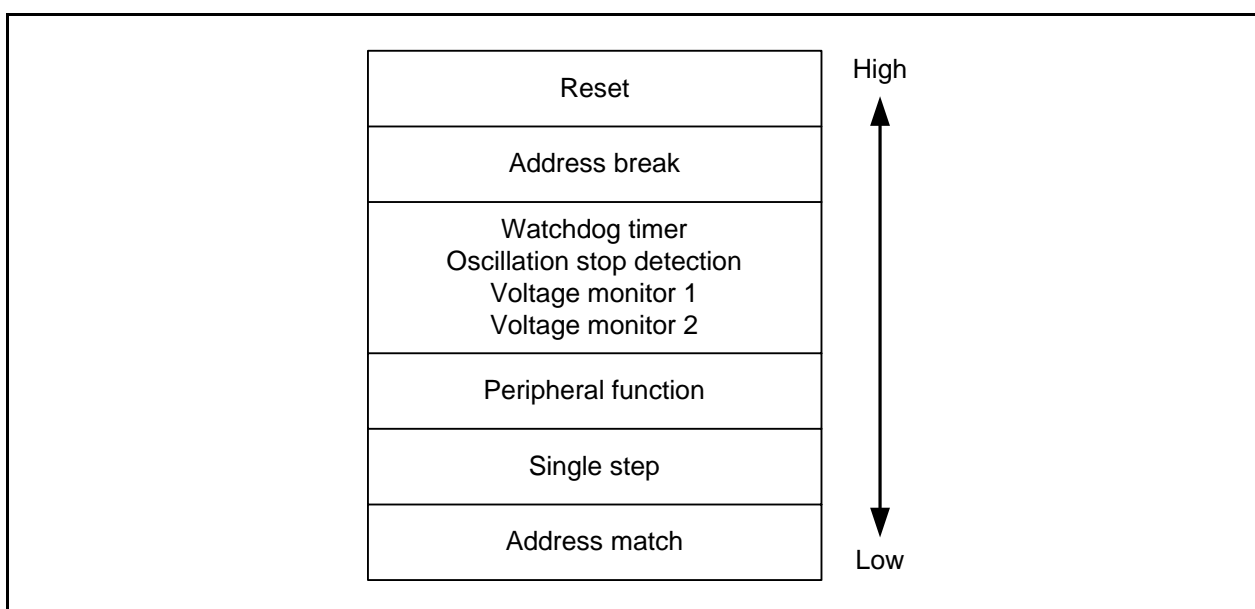 Reset
High
Address break
Watchdog timer
Oscillation stop detection
Voltage monitor 1
Voltage monitor 2
Peripheral function
Single step
Address match
Low